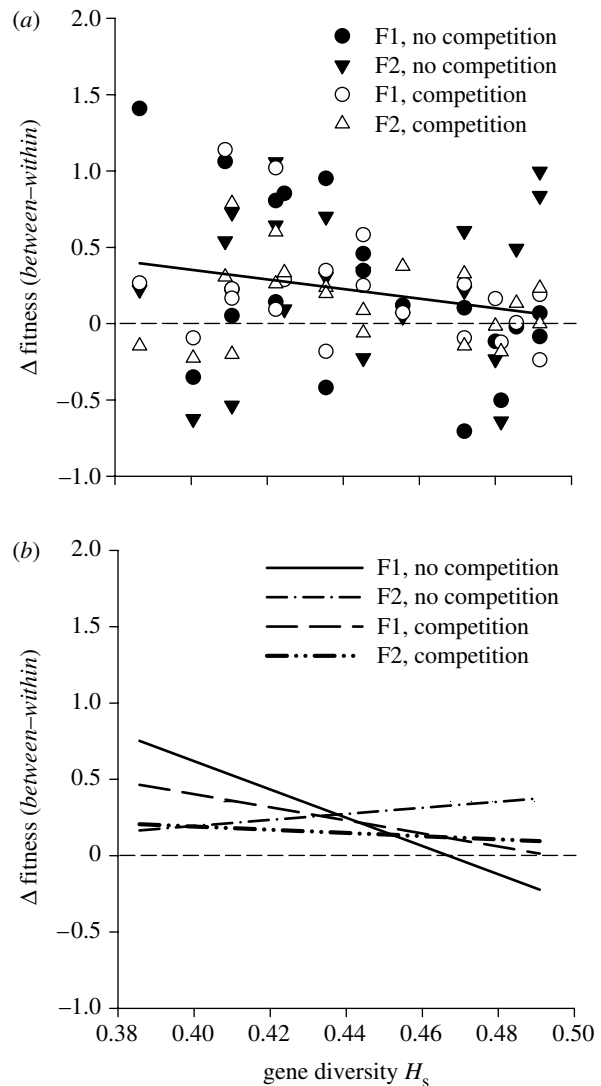 (a)
2.0
1.5
1.0
0.5
0
–0.5
–1.0
Δ fitness (between–within)
F1, no competition
F2, no competition
F1, competition
F2, competition
(b)
2.0
1.5
1.0
0.5
0
–0.5
–1.0
Δ fitness (between–within)
F1, no competition
F2, no competition
F1, competition
F2, competition
0.38 0.40 0.42 0.44 0.46 0.48 0.50
gene diversity Hs